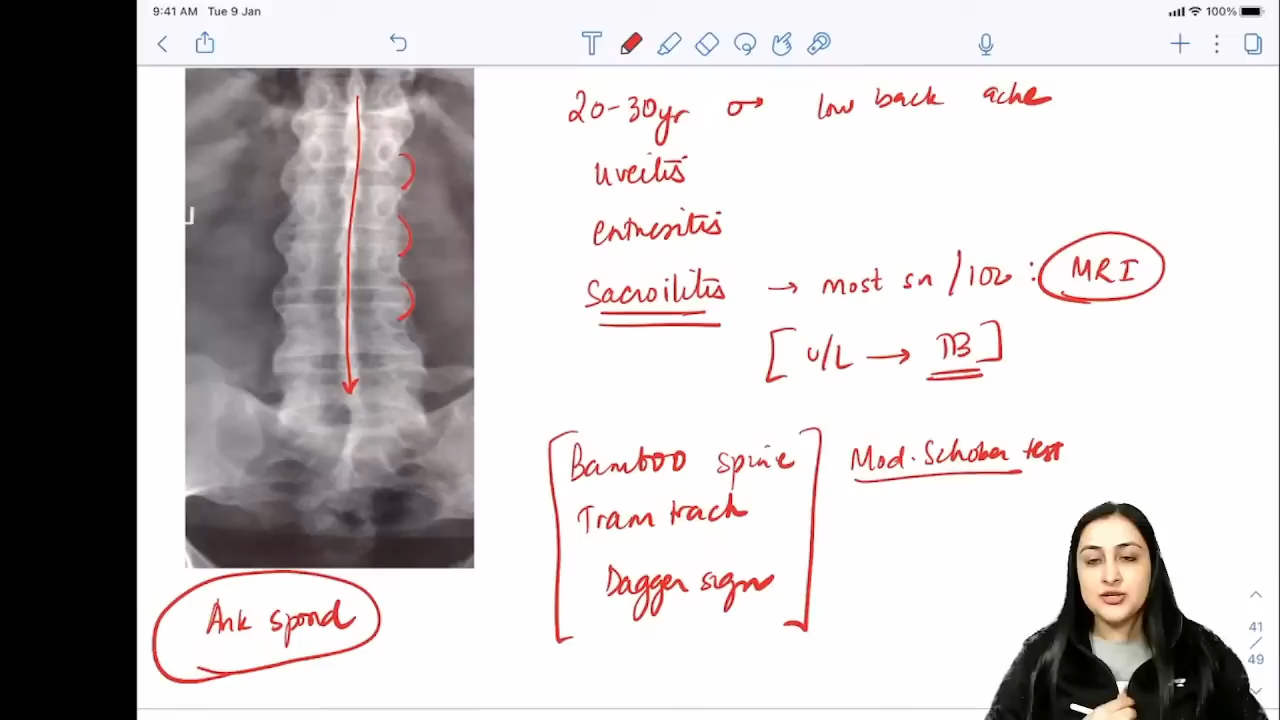 9:41 AM Tue 9 Jan
100%
20-30yr ♂ low back ache
Uveitis
enthesitis
Sacroilitis → most sn / IOC : MRI
[ U/L → TB ]
Bamboo spine
Mod. Schober test
Tram track
Dagger sign
Ank spond
41
/
49